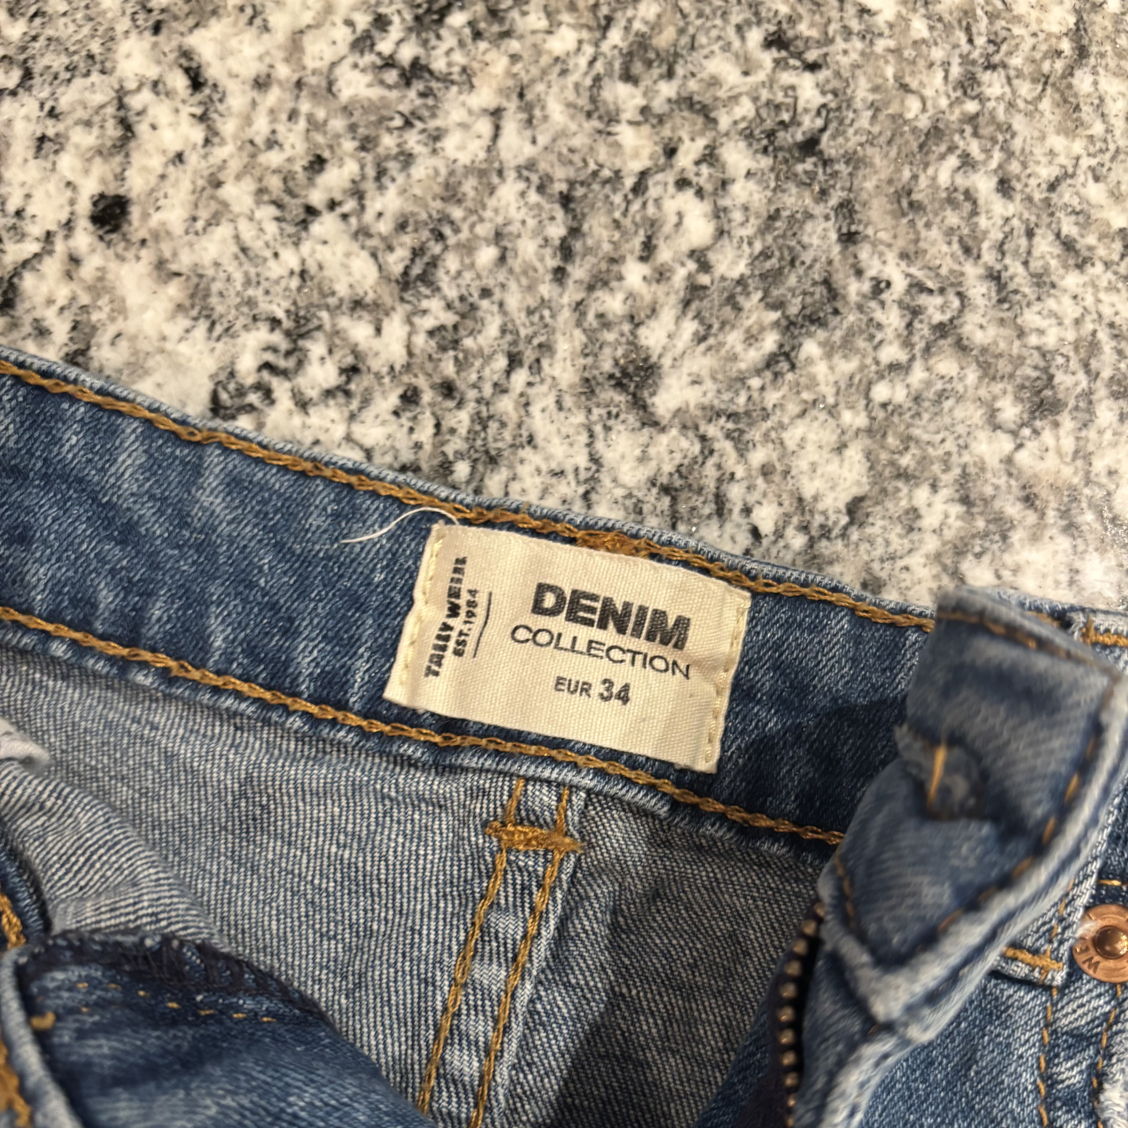 TALLY WEiJL
EST.1984
DENIM
COLLECTION
EUR 34